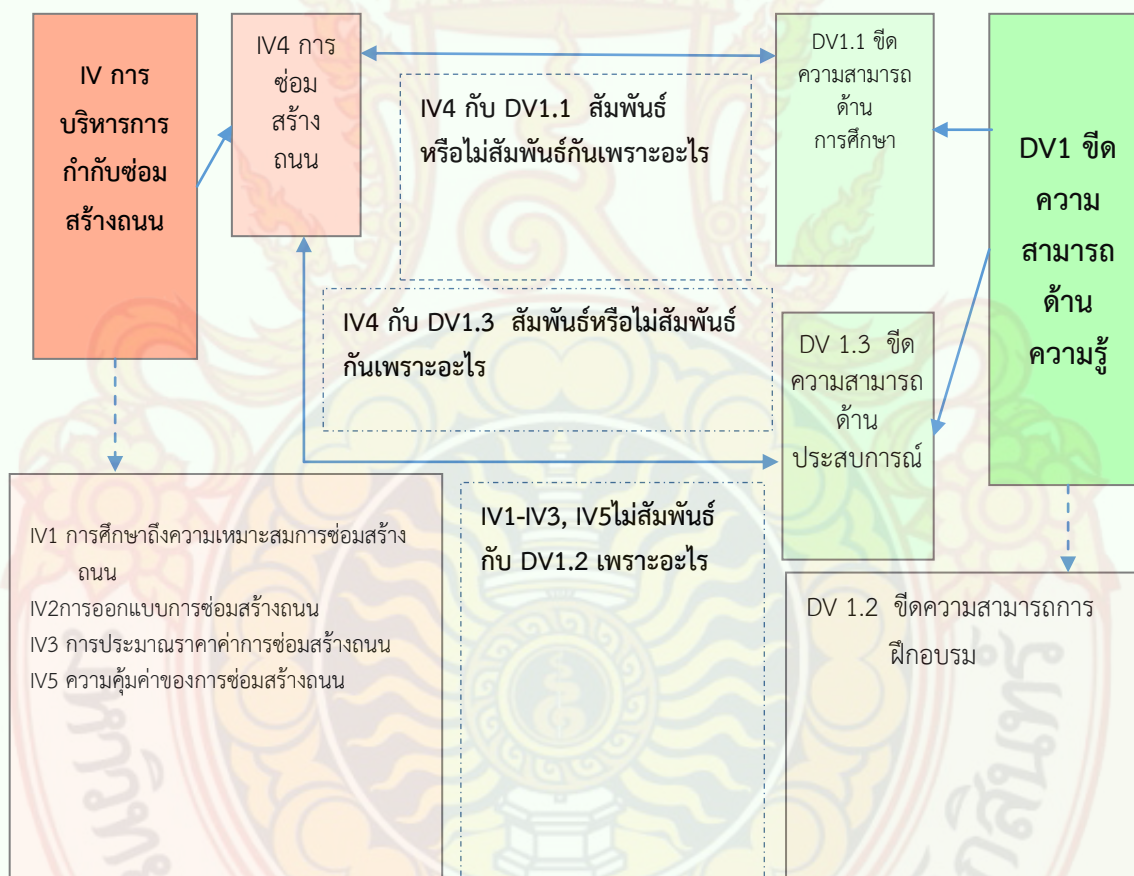 IV การ
บริหารการ
กำกับซ่อม
สร้างถนน
IV4 การ
ซ่อม
สร้าง
ถนน
IV4 กับ DV1.1 สัมพันธ์
หรือไม่สัมพันธ์กันเพราะอะไร
DV1.1 ขีด
ความสามารถ
ด้าน
การศึกษา
DV1 ขีด
ความ
สามารถ
ด้าน
ความรู้
IV4 กับ DV1.3 สัมพันธ์หรือไม่สัมพันธ์
กันเพราะอะไร
DV 1.3 ขีด
ความสามารถ
ด้าน
ประสบการณ์
IV1 การศึกษาถึงความเหมาะสมการซ่อมสร้าง
ถนน
IV2การออกแบบการซ่อมสร้างถนน
IV3 การประมาณราคาค่าการซ่อมสร้างถนน
IV5 ความคุ้มค่าของการซ่อมสร้างถนน
IV1-IV3, IV5ไม่สัมพันธ์
กับ DV1.2 เพราะอะไร
DV 1.2 ขีดความสามารถการ
ฝึกอบรม